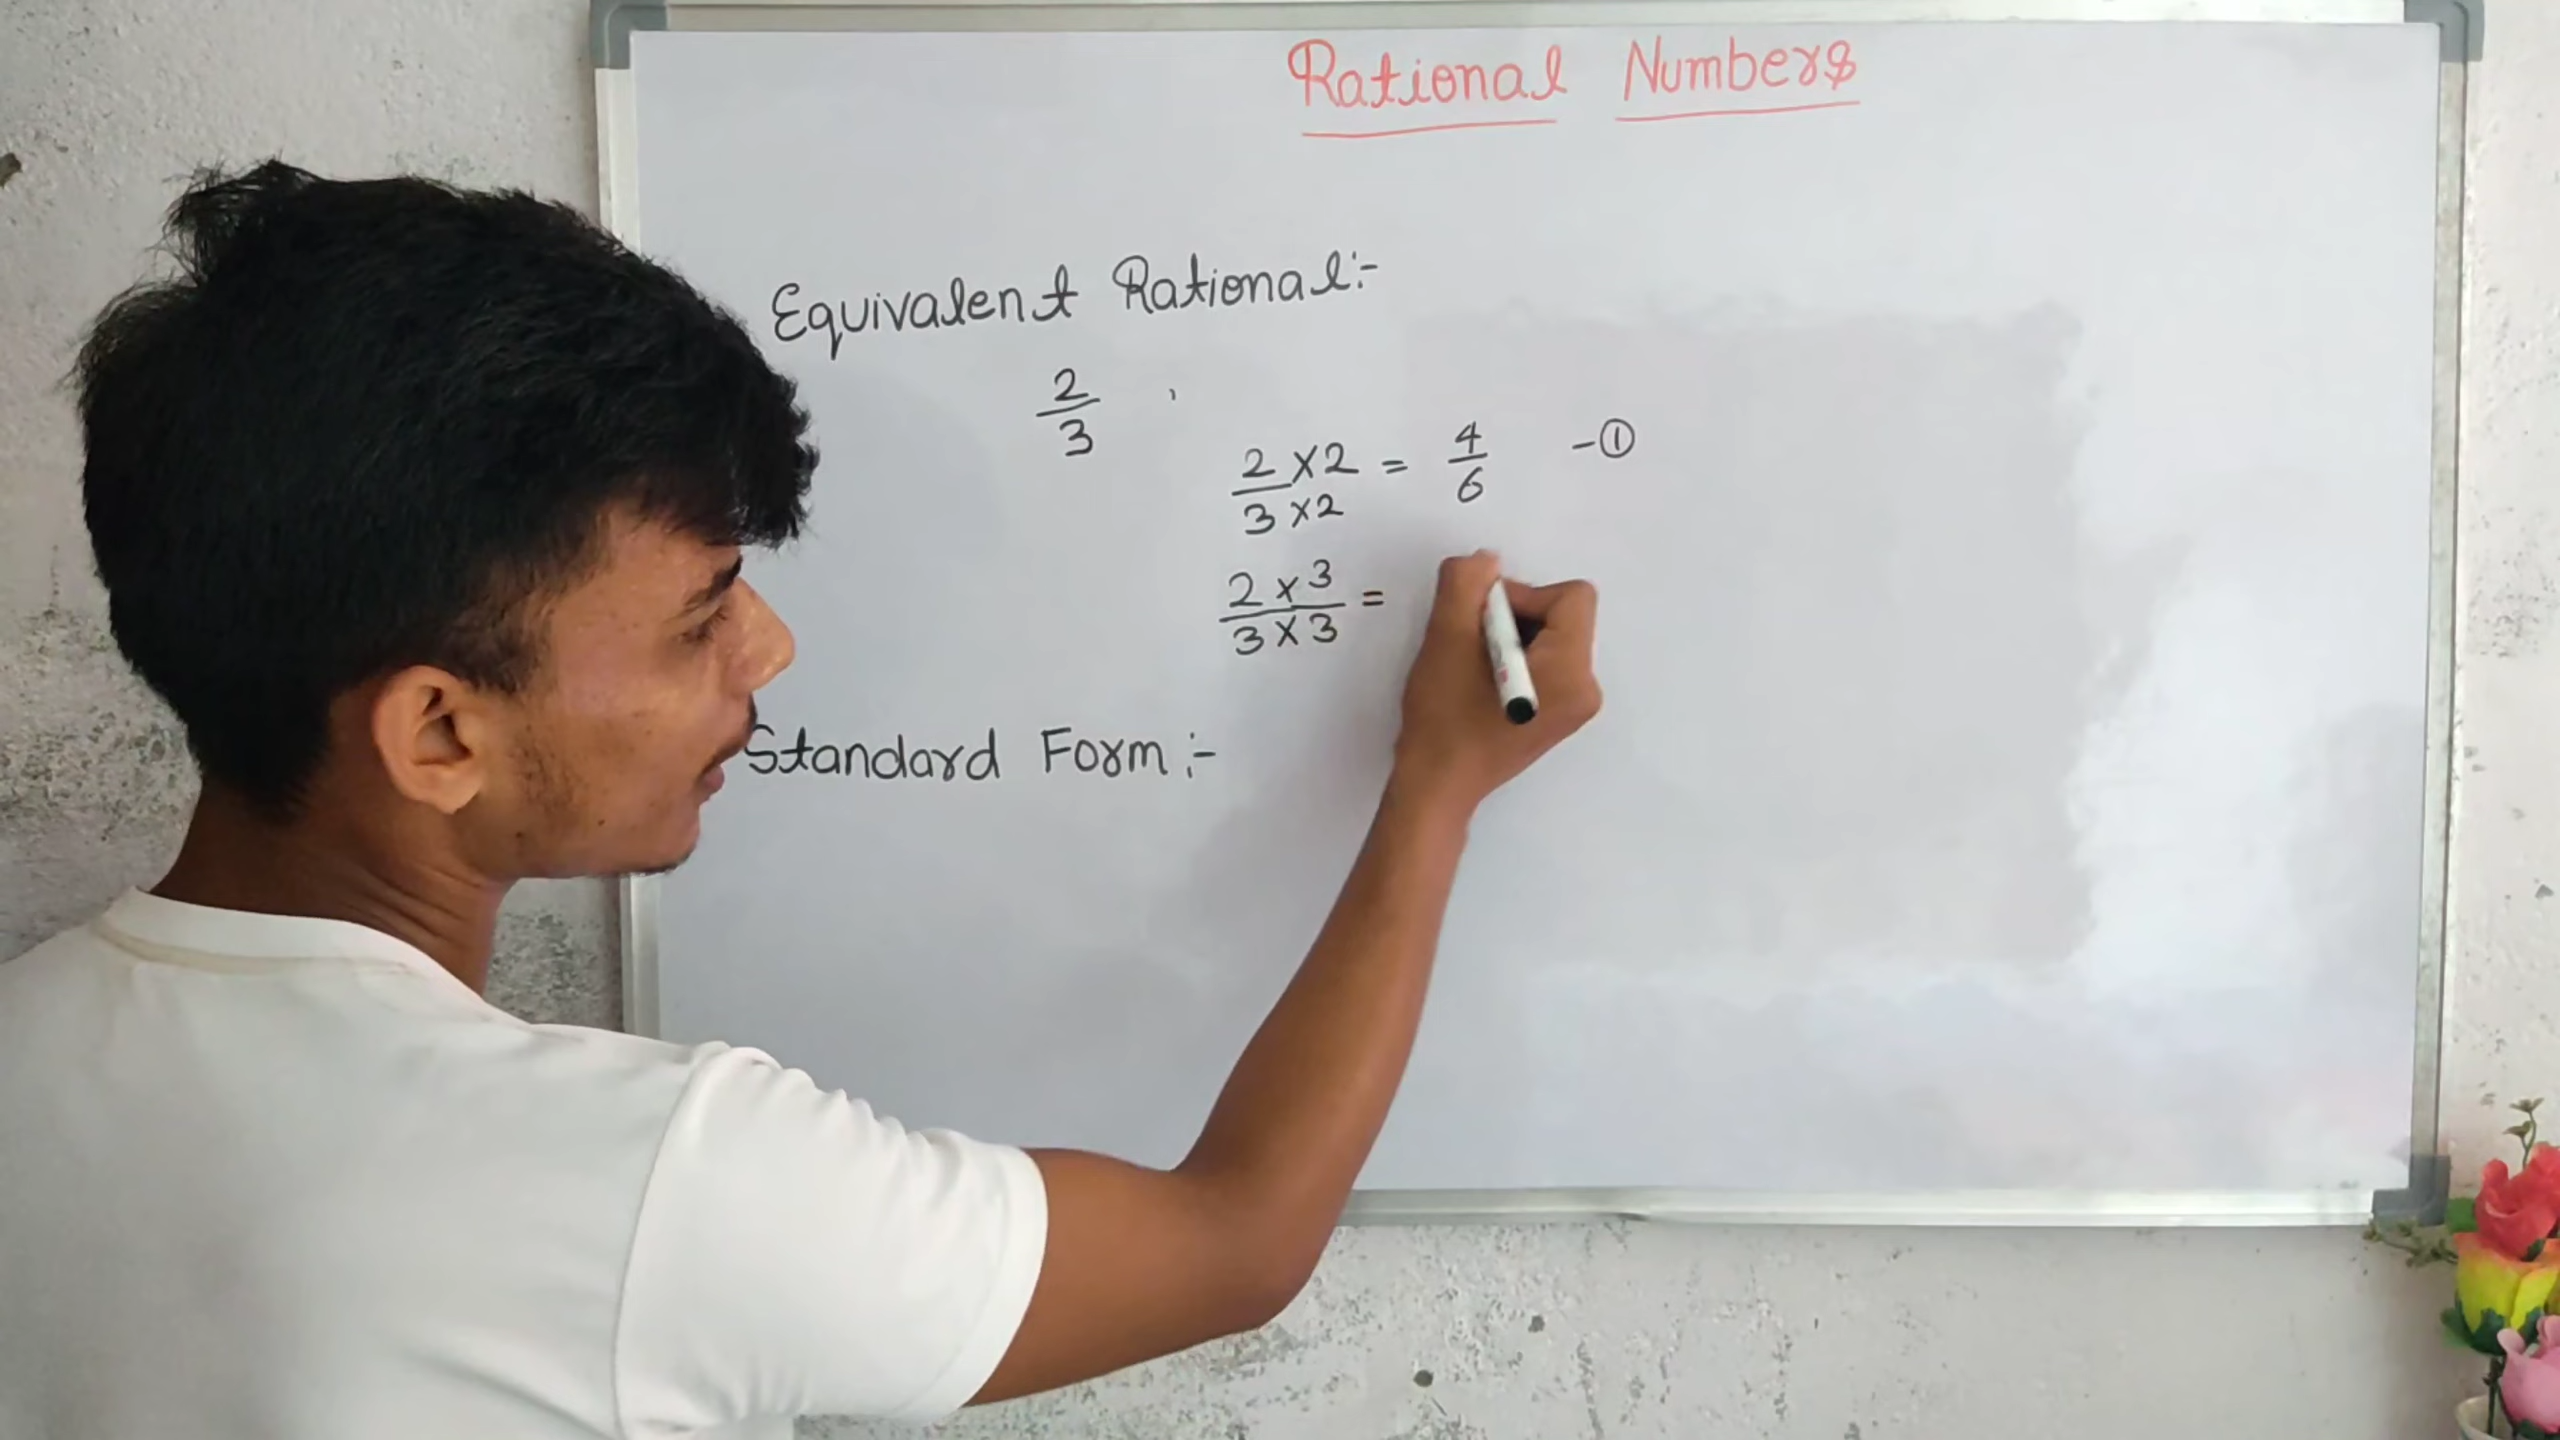 Rational Numbers
Equivalent Rational:-
2/3 ,
2×2/3×2 = 4/6 -①
2×3/3×3 =
Standard Form:-